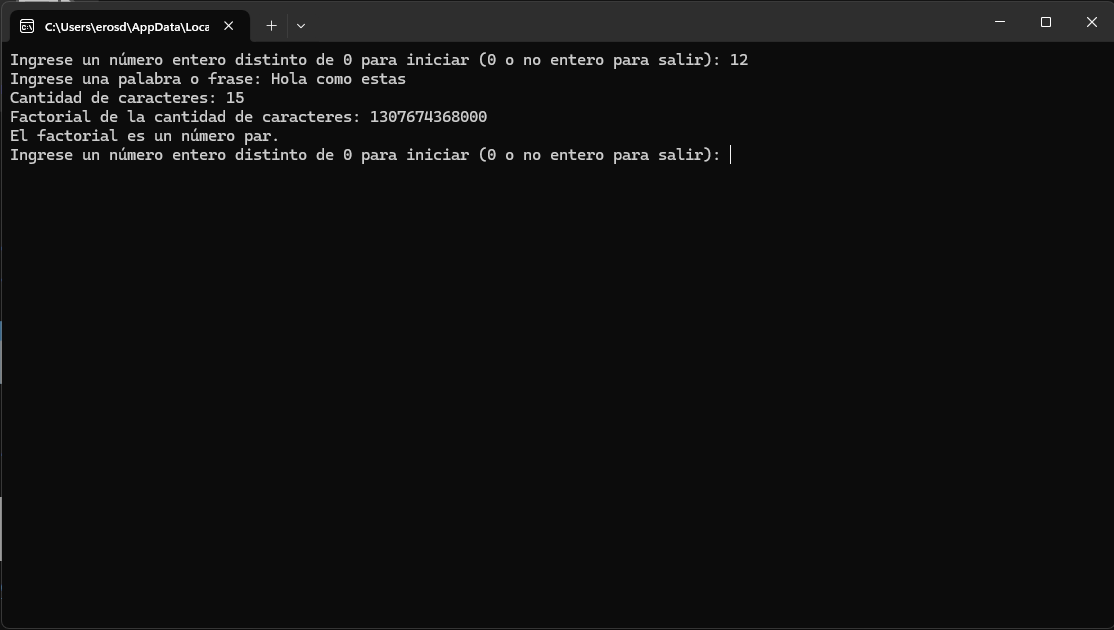 C:\Users\erosd\AppData\Loca
Ingrese un número entero distinto de 0 para iniciar (0 o no entero para salir): 12
Ingrese una palabra o frase: Hola como estas
Cantidad de caracteres: 15
Factorial de la cantidad de caracteres: 1307674368000
El factorial es un número par.
Ingrese un número entero distinto de 0 para iniciar (0 o no entero para salir):